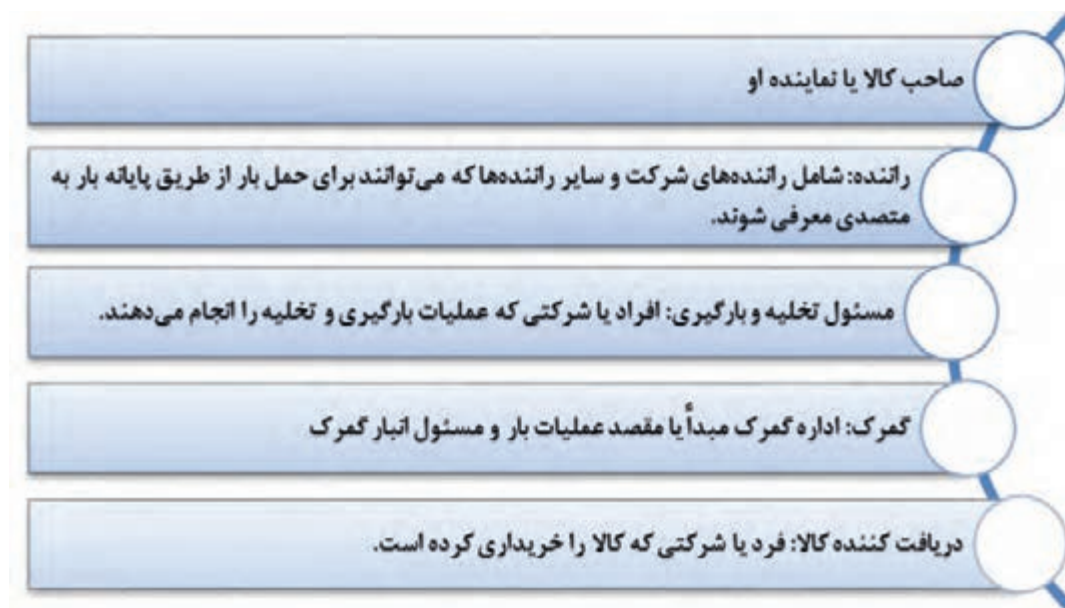 صاحب کالا یا نماینده او
راننده: شامل راننده‌های شرکت و سایر راننده‌ها که می‌توانند برای حمل بار از طریق پایانه بار به
متصدی معرفی شوند.
مسئول تخلیه و بارگیری: افراد یا شرکتی که عملیات بارگیری و تخلیه را انجام می‌دهند.
گمرک: اداره گمرک مبدأ یا مقصد عملیات بار و مسئول انبار گمرک
دریافت کننده کالا: فرد یا شرکتی که کالا را خریداری کرده است.